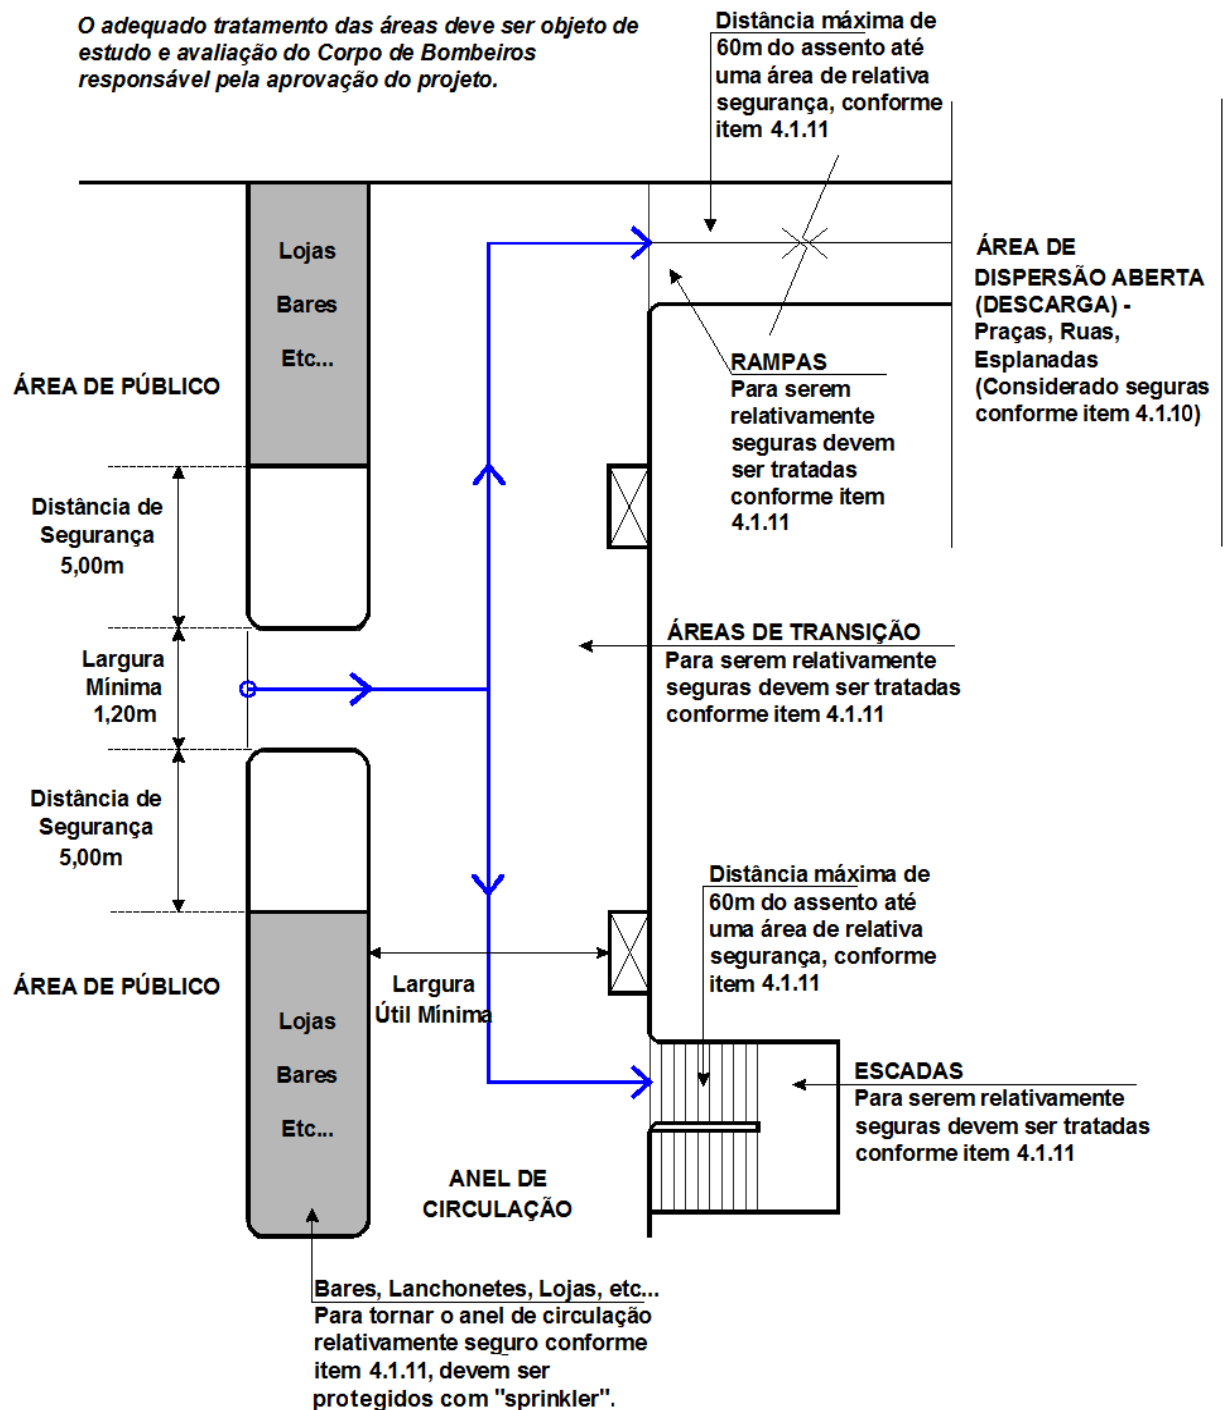 O adequado tratamento das áreas deve ser objeto de
estudo e avaliação do Corpo de Bombeiros
responsável pela aprovação do projeto.
Distância máxima de
60m do assento até
uma área de relativa
segurança, conforme
item 4.1.11
Lojas
Bares
Etc...
ÁREA DE PÚBLICO
ÁREA DE
DISPERSÃO ABERTA
(DESCARGA) -
Praças, Ruas,
Esplanadas
(Considerado seguras
conforme item 4.1.10)
RAMPAS
Para serem
relativamente
seguras devem
ser tratadas
conforme item
4.1.11
Distância de
Segurança
5,00m
Largura
Mínima
1,20m
ÁREAS DE TRANSIÇÃO
Para serem relativamente
seguras devem ser tratadas
conforme item 4.1.11
Distância de
Segurança
5,00m
Distância máxima de
60m do assento até
uma área de relativa
segurança, conforme
item 4.1.11
ÁREA DE PÚBLICO
Largura
Útil Mínima
Lojas
Bares
Etc...
ESCADAS
Para serem relativamente
seguras devem ser tratadas
conforme item 4.1.11
ANEL DE
CIRCULAÇÃO
Bares, Lanchonetes, Lojas, etc...
Para tornar o anel de circulação
relativamente seguro conforme
item 4.1.11, devem ser
protegidos com "sprinkler".